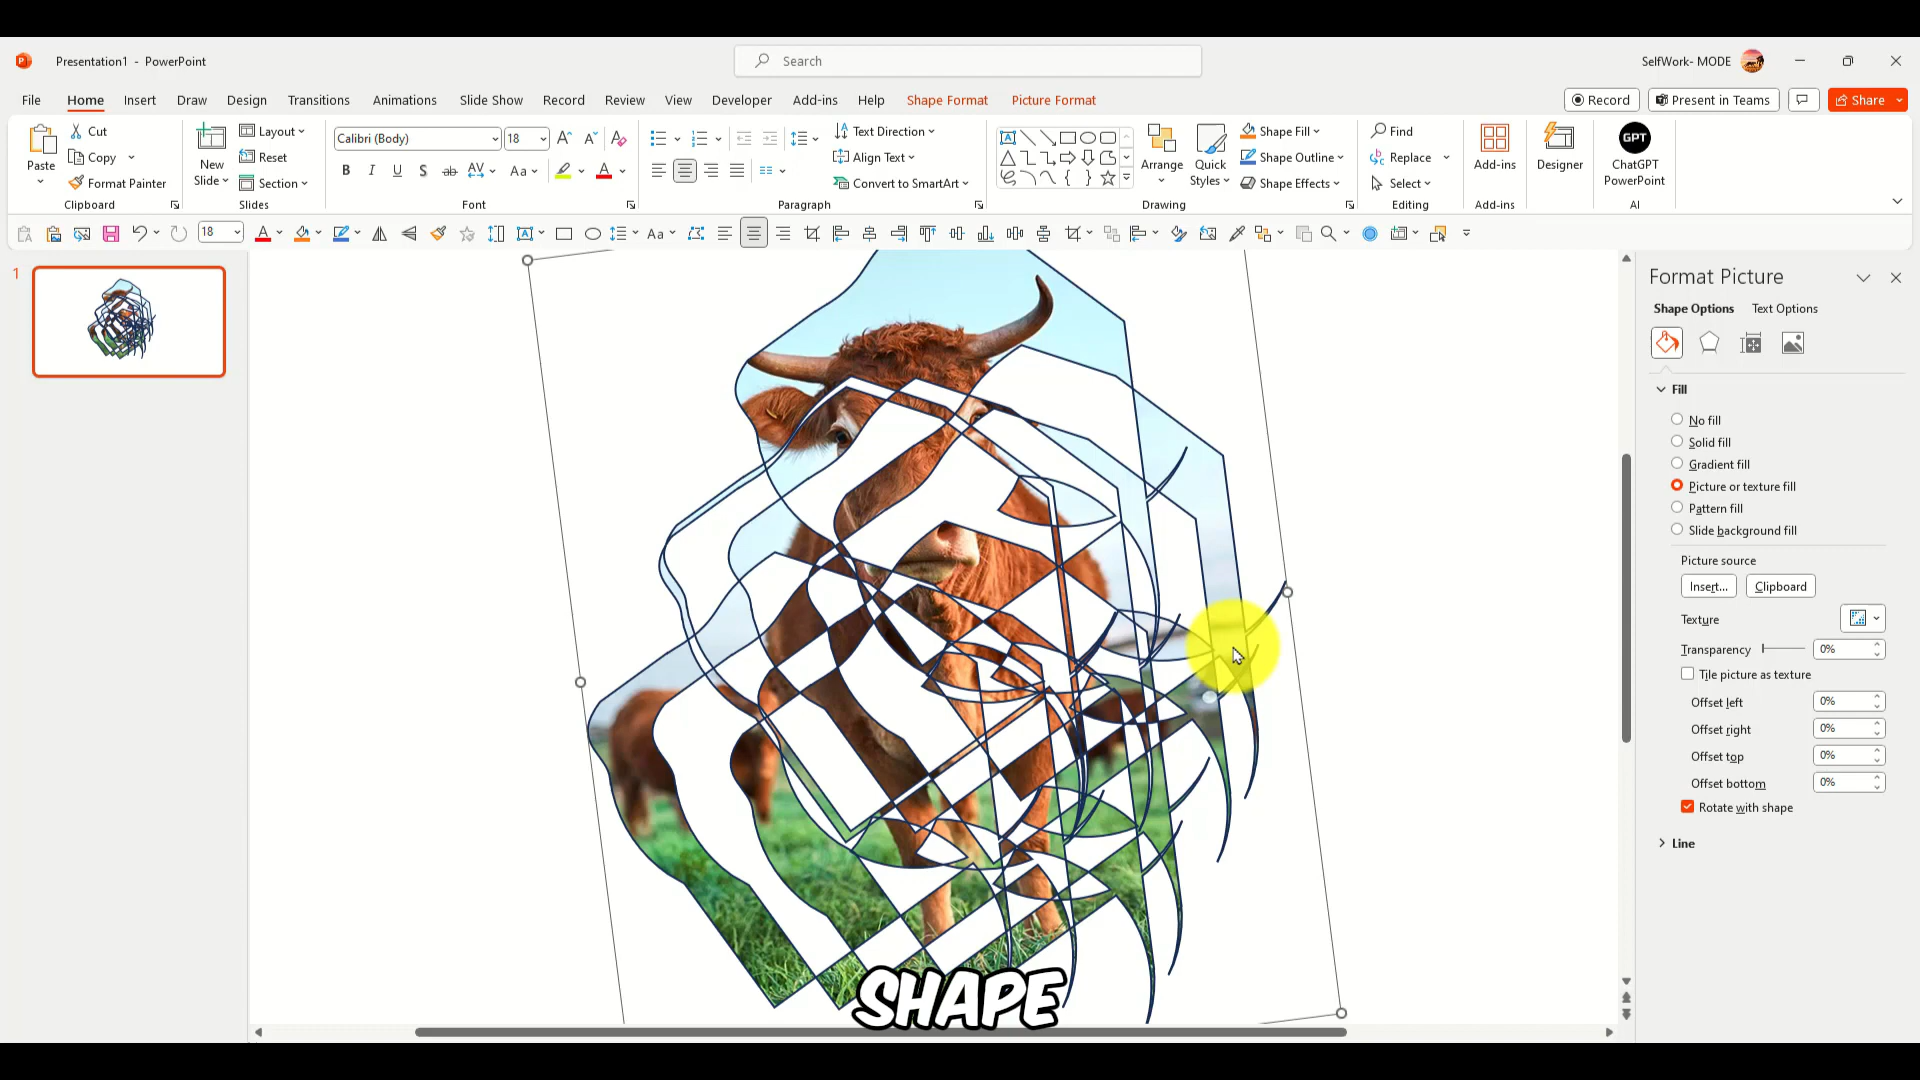 Presentation1 - PowerPoint
Search
SelfWork- MODE
File Home Insert Draw Design Transitions Animations Slide Show Record Review View Developer Add-ins Help Shape Format Picture Format
Record Present in Teams Share
Paste
Cut
Copy
Format Painter
Clipboard
New
Slide
Layout
Reset
Section
Slides
Calibri (Body) 18
Font
Text Direction
Align Text
Convert to SmartArt
Paragraph
Arrange
Quick
Styles
Shape Fill
Shape Outline
Shape Effects
Drawing
Find
Replace
Select
Editing
Add-ins
Add-ins
Designer
GPT
ChatGPT
PowerPoint
AI
18
1
Format Picture
Shape Options Text Options
Fill
No fill
Solid fill
Gradient fill
Picture or texture fill
Pattern fill
Slide background fill
Picture source
Insert... Clipboard
Texture
Transparency 0%
Tile picture as texture
Offset left 0%
Offset right 0%
Offset top 0%
Offset bottom 0%
Rotate with shape
Line
SHAPE